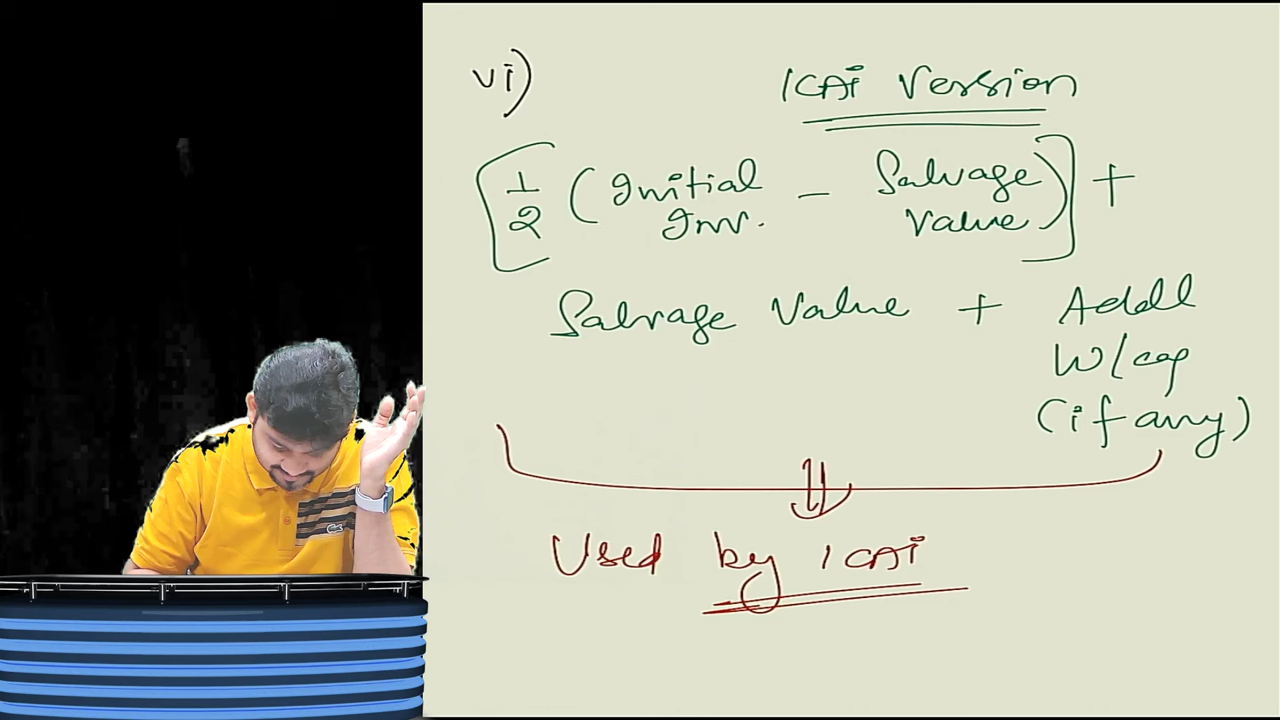 vi)
ICAI Version
[1/2 (Initial Inv. - Salvage Value)] +
Salvage Value + Addl W/cap (if any)
Used by ICAI